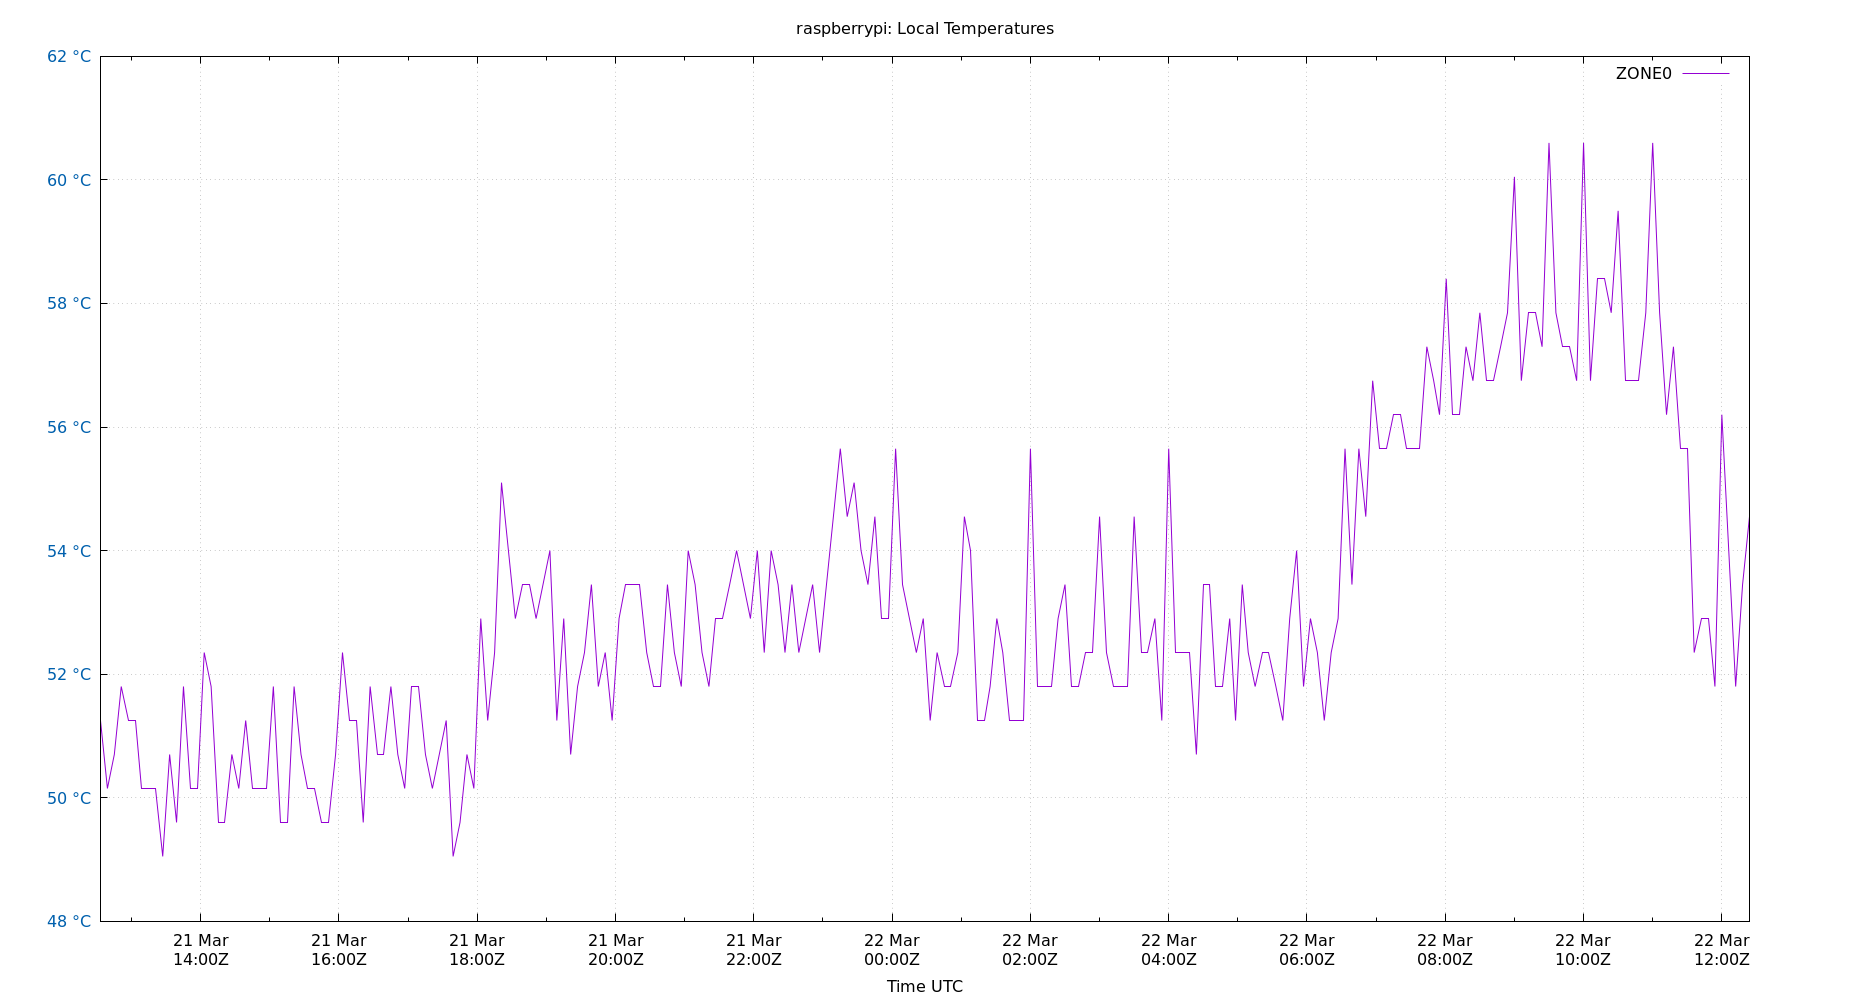 raspberrypi: Local Temperatures
62 °C
ZONE0
60 °C
58 °C
56 °C
54 °C
52 °C
50 °C
48 °C
21 Mar 21 Mar 21 Mar 21 Mar 21 Mar 22 Mar 22 Mar 22 Mar 22 Mar 22 Mar 22 Mar 22 Mar
14:00Z 16:00Z 18:00Z 20:00Z 22:00Z 00:00Z 02:00Z 04:00Z 06:00Z 08:00Z 10:00Z 12:00Z
Time UTC